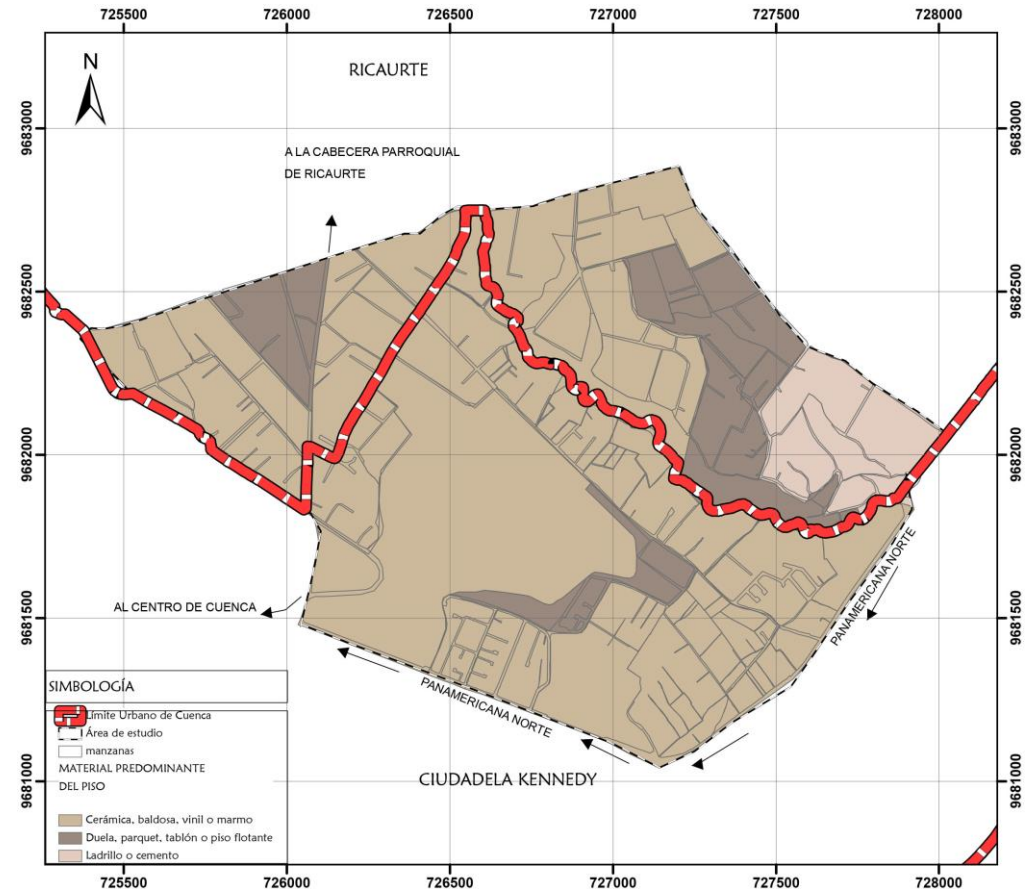 725500 726000 726500 727000 727500 728000
RICAURTE
N
9683000 9683000
A LA CABECERA PARROQUIAL
DE RICAURTE
9682500 9682500
9682000 9682000
PANAMERICANA NORTE
AL CENTRO DE CUENCA
9681500 9681500
PANAMERICANA NORTE
SIMBOLOGÍA
Límite Urbano de Cuenca
Área de estudio
manzanas
MATERIAL PREDOMINANTE
DEL PISO
CIUDADELA KENNEDY
9681000 9681000
Cerámica, baldosa, vinil o marmo
Duela, parquet, tablón o piso flotante
Ladrillo o cemento
725500 726000 726500 727000 727500 728000